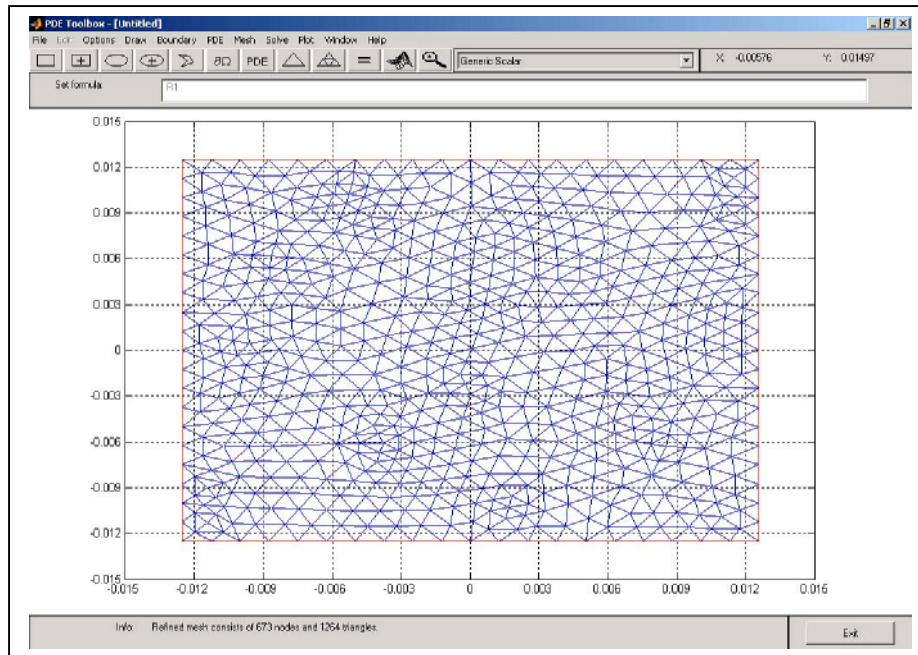 PDE Toolbox - [Untitled]
File Edit Options Draw Boundary PDE Mesh Solve Plot Window Help
∂Ω PDE = Generic Scalar X: -0.00576 Y: 0.01497
Set formula: R1
0.015
0.012
0.009
0.006
0.003
0
-0.003
-0.006
-0.009
-0.012
-0.015
-0.015 -0.012 -0.009 -0.006 -0.003 0 0.003 0.006 0.009 0.012 0.015
Info: Refined mesh consists of 673 nodes and 1264 triangles.
Exit